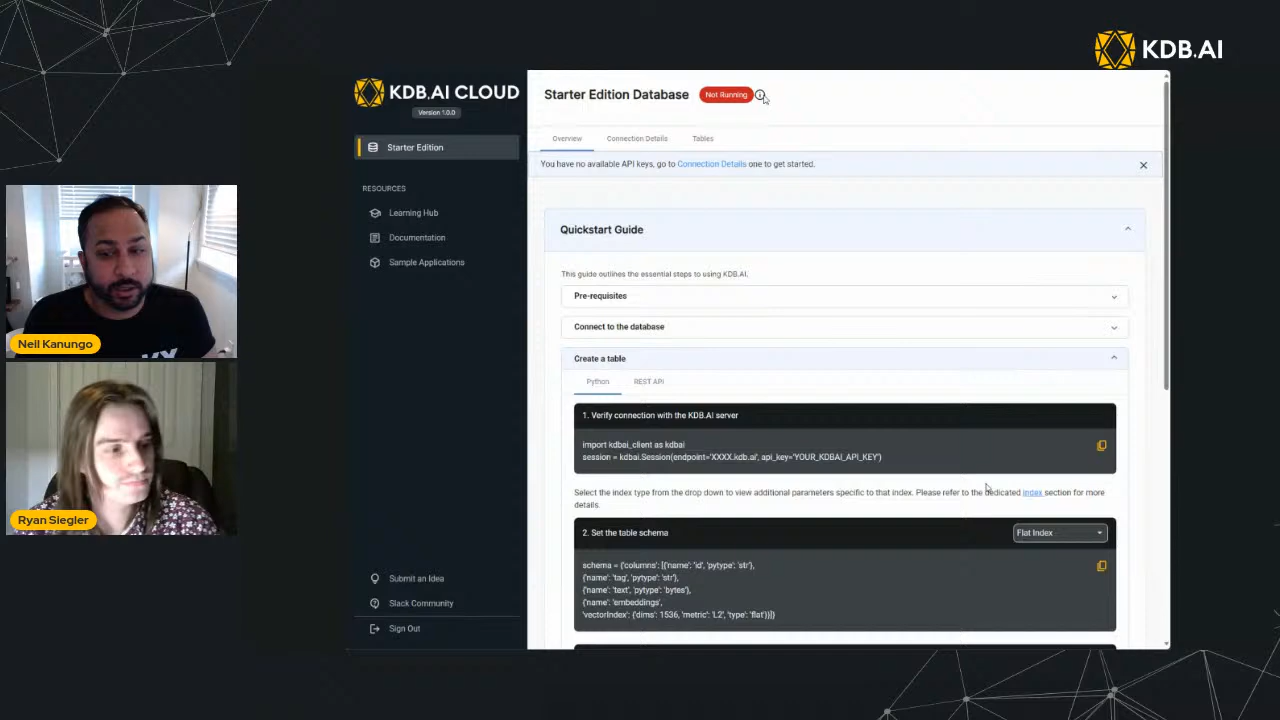 KDB.AI
KDB.AI CLOUD
Version 1.0.0
Starter Edition
RESOURCES
Learning Hub
Documentation
Sample Applications
Submit an Idea
Slack Community
Sign Out
Starter Edition Database
Not Running
Overview
Connection Details
Tables
You have no available API keys, go to Connection Details one to get started.
Quickstart Guide
This guide outlines the essential steps to using KDB.AI.
Pre-requisites
Connect to the database
Create a table
Python
REST API
1. Verify connection with the KDB.AI server
import kdbai_client as kdbai
session = kdbai.Session(endpoint='XXXX.kdb.ai', api_key='YOUR_KDBAI_API_KEY')
Select the index type from the drop down to view additional parameters specific to that index. Please refer to the dedicated index section for more
details.
2. Set the table schema
Flat Index
schema = {'columns': [{'name': 'id', 'pytype': 'str'},
{'name': 'tag', 'pytype': 'str'},
{'name': 'text', 'pytype': 'bytes'},
{'name': 'embeddings',
'vectorIndex': {'dims': 1536, 'metric': 'L2', 'type': 'flat'}}]}
Neil Kanungo
Ryan Siegler